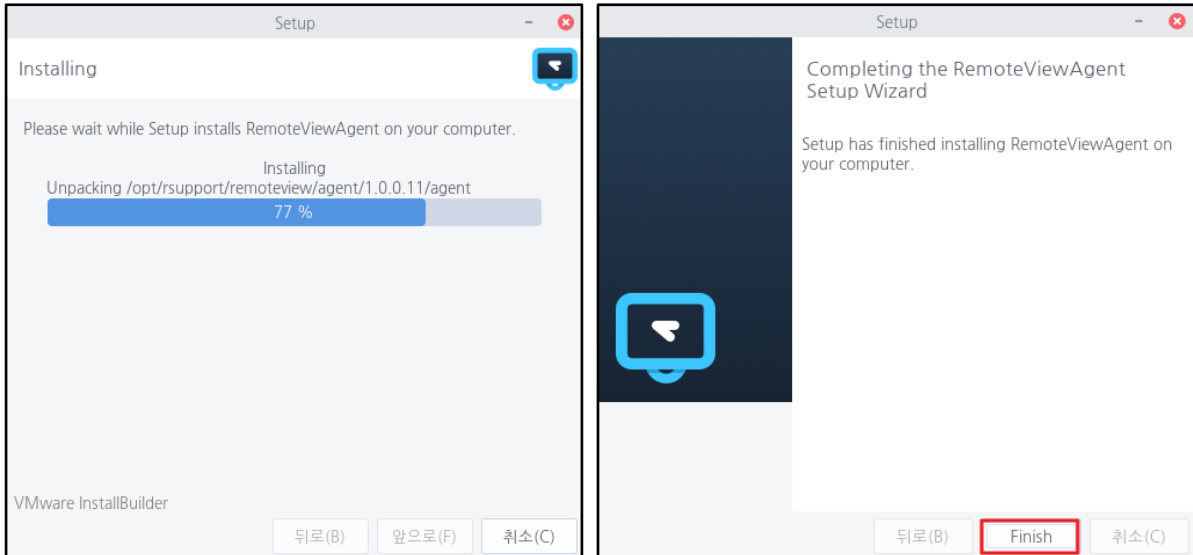 Setup
Installing
Please wait while Setup installs RemoteViewAgent on your computer.
Installing
Unpacking /opt/rsupport/remoteview/agent/1.0.0.11/agent
77 %
VMware InstallBuilder
뒤로(B) 앞으로(F) 취소(C)
Setup
Completing the RemoteViewAgent
Setup Wizard
Setup has finished installing RemoteViewAgent on
your computer.
뒤로(B) Finish 취소(C)